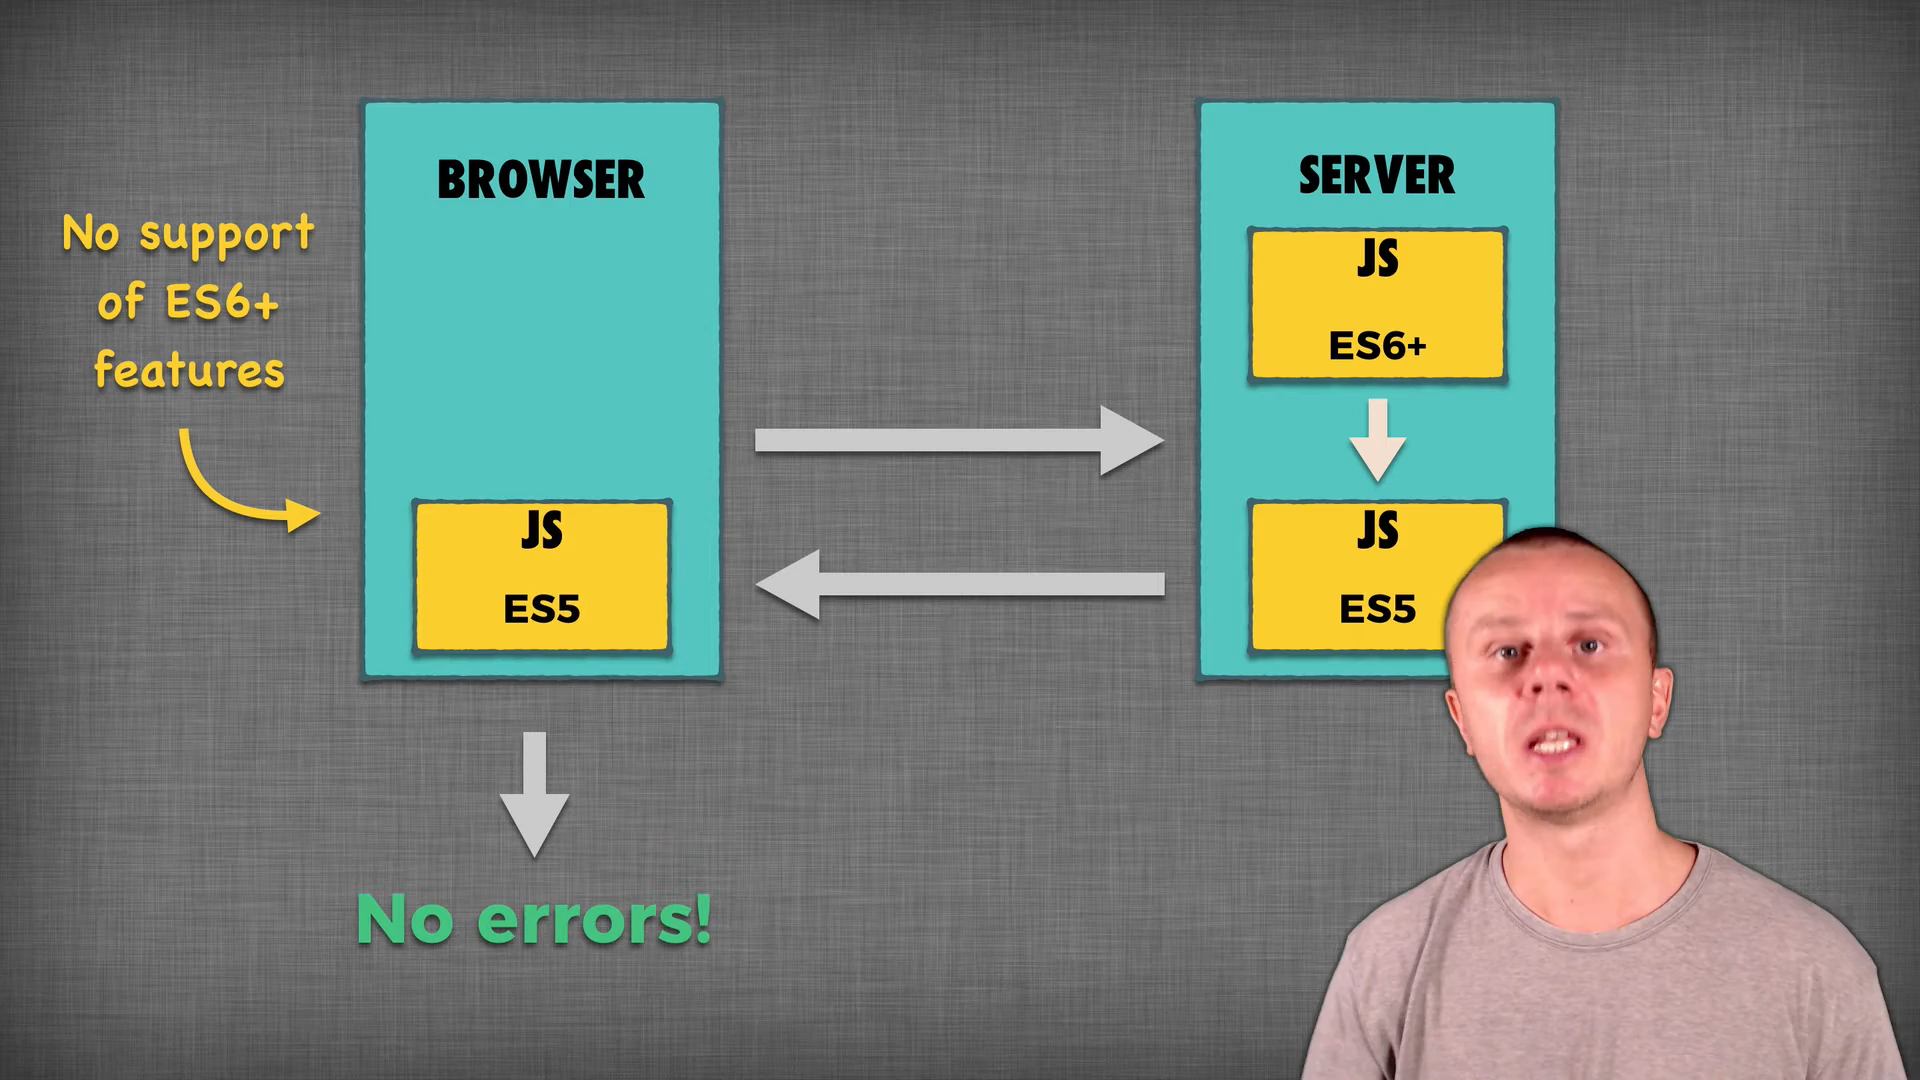 BROWSER
SERVER
No support
of ES6+
features
JS
ES6+
JS
ES5
JS
ES5
No errors!